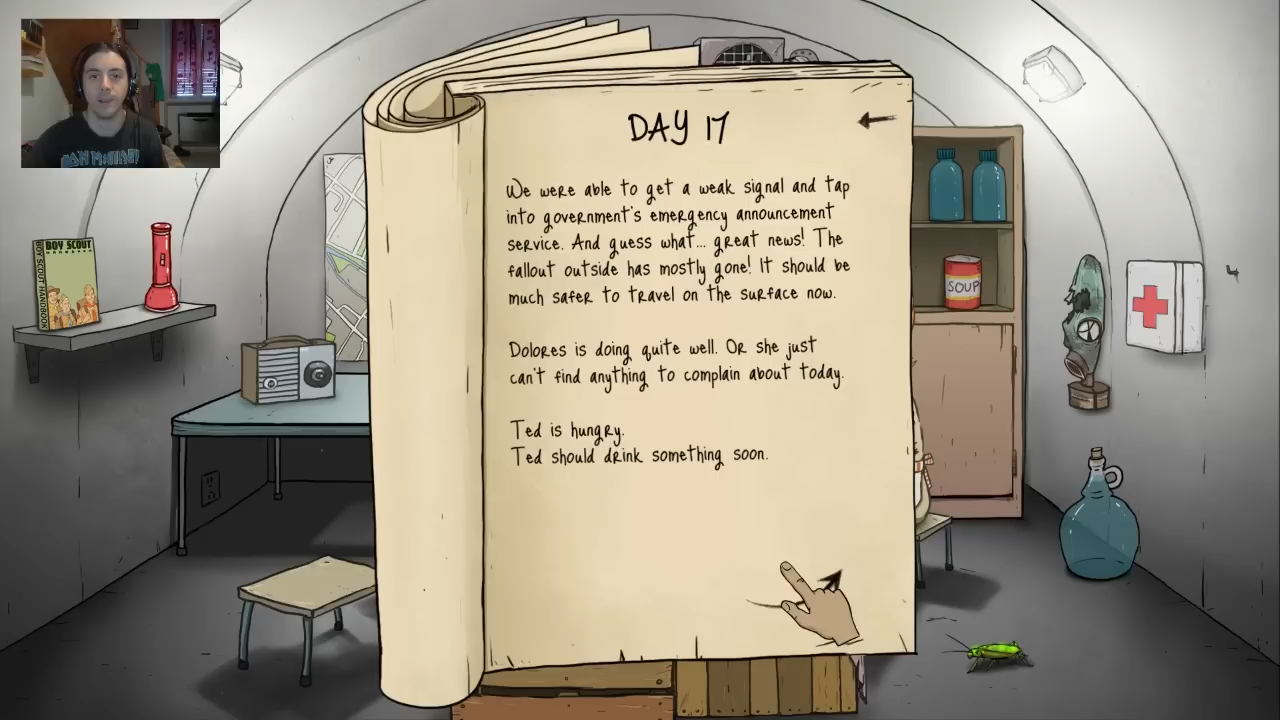 DAY 17
We were able to get a weak signal and tap
into government's emergency announcement
service. And guess what... great news! The
fallout outside has mostly gone! It should be
much safer to travel on the surface now.
Dolores is doing quite well. Or she just
can't find anything to complain about today.
Ted is hungry.
Ted should drink something soon.
BOY SCOUT
BOY SCOUT HANDBOOK
SOUP